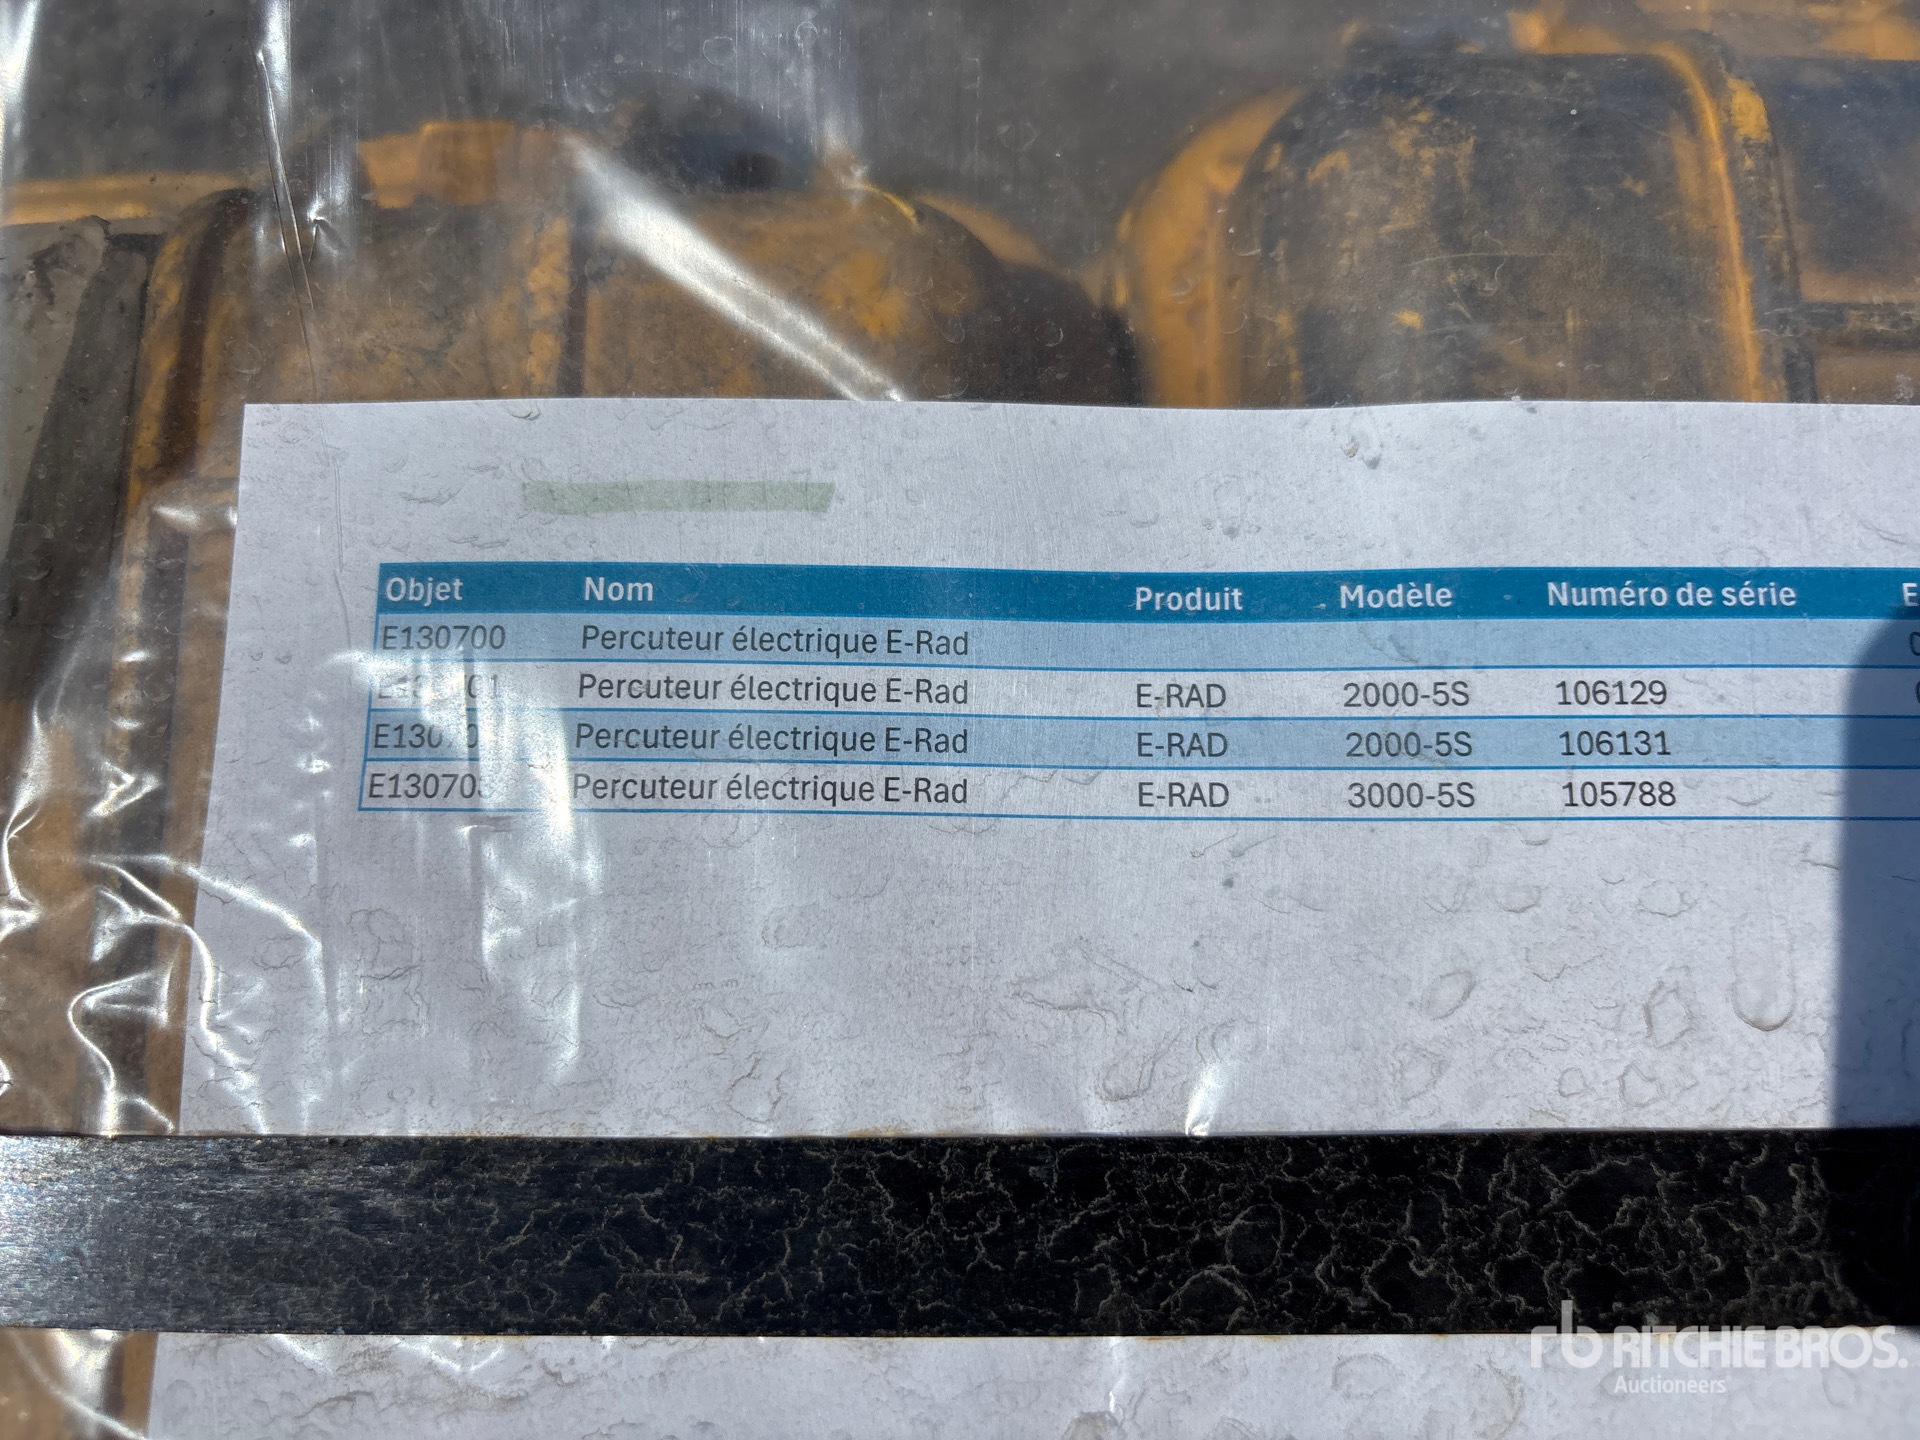 Objet Nom Produit Modèle Numéro de série
E130700 Percuteur électrique E-Rad
Percuteur électrique E-Rad E-RAD 2000-5S 106129
Percuteur électrique E-Rad E-RAD 2000-5S 106131
Percuteur électrique E-Rad E-RAD 3000-5S 105788
rb RITCHIE BROS.
Auctioneers